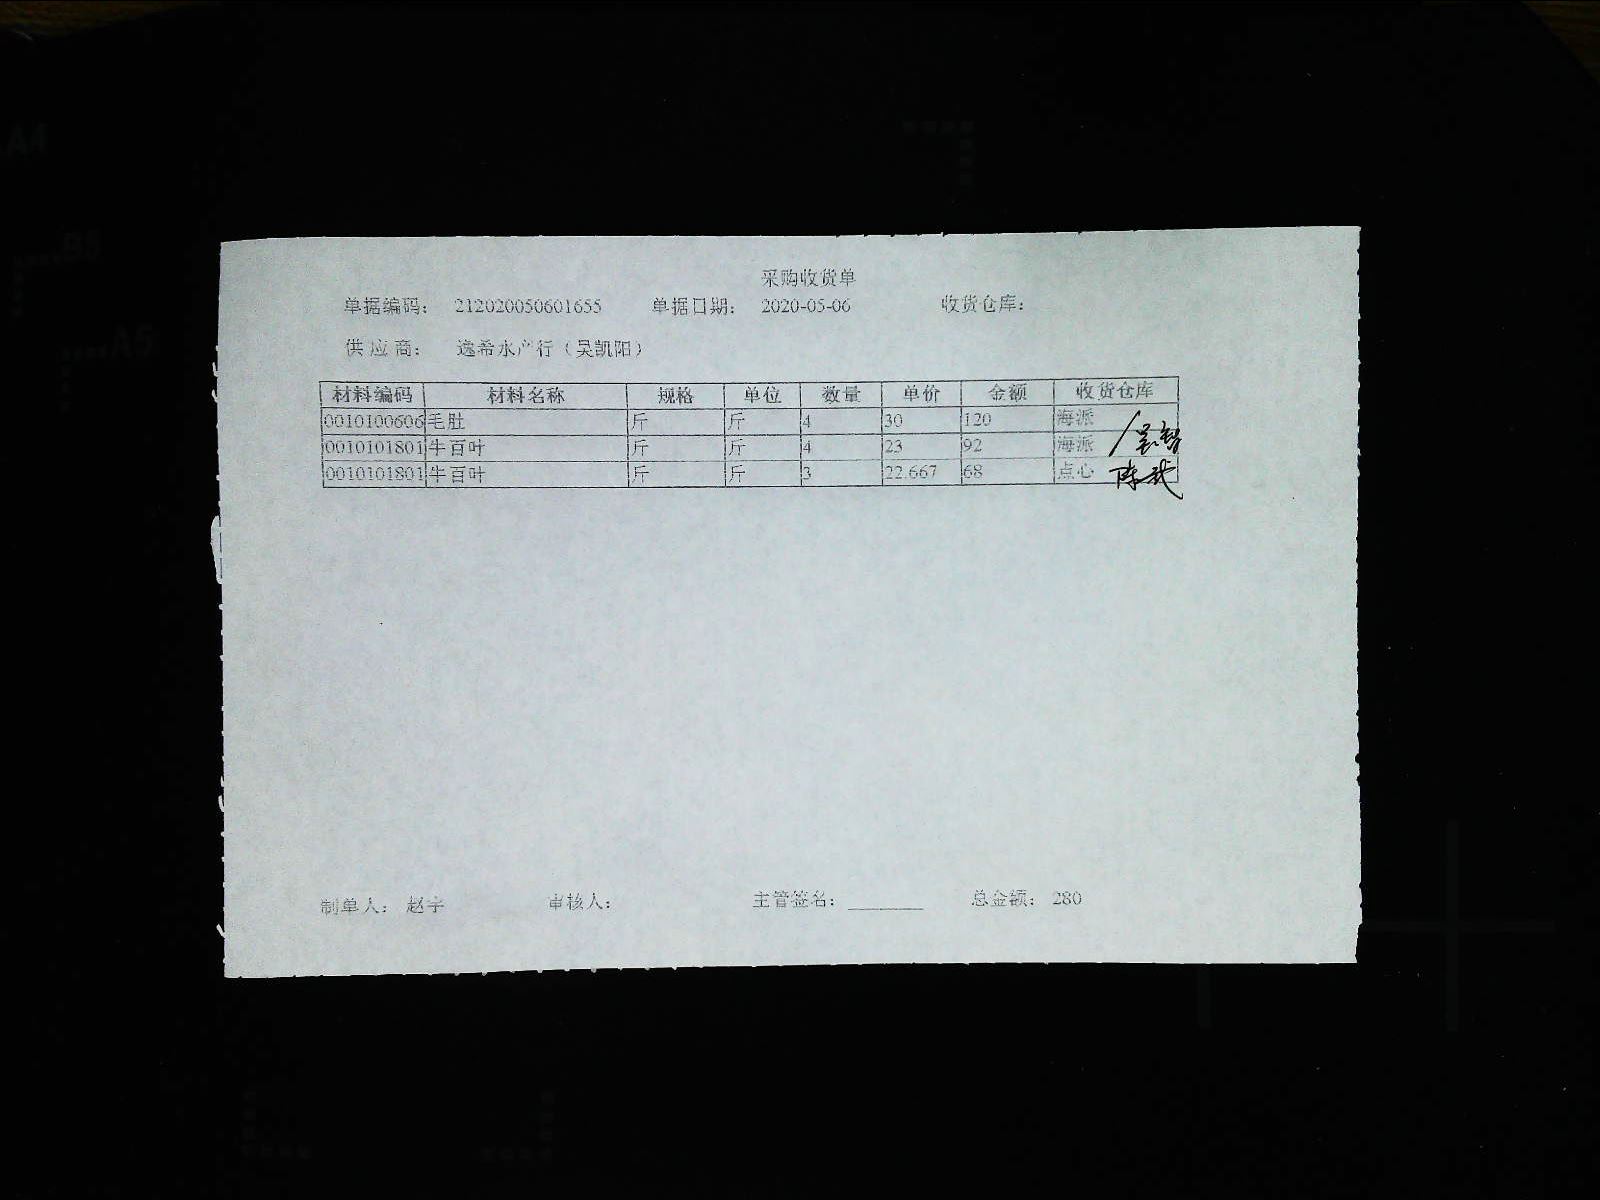 采购收货单
单据编码： 212020050601655 单据日期： 2020-05-06 收货仓库：
供应商： 逸希水产行（吴凯阳）
材料编码 材料名称 规格 单位 数量 单价 金额 收货仓库
0010100606 毛肚 斤 斤 4 30 120 海派
0010101801 牛百叶 斤 斤 4 23 92 海派
0010101801 牛百叶 斤 斤 3 22.667 68 点心
制单人： 赵宇 审核人： 主管签名： ________ 总金额： 280
A4
B5
A5